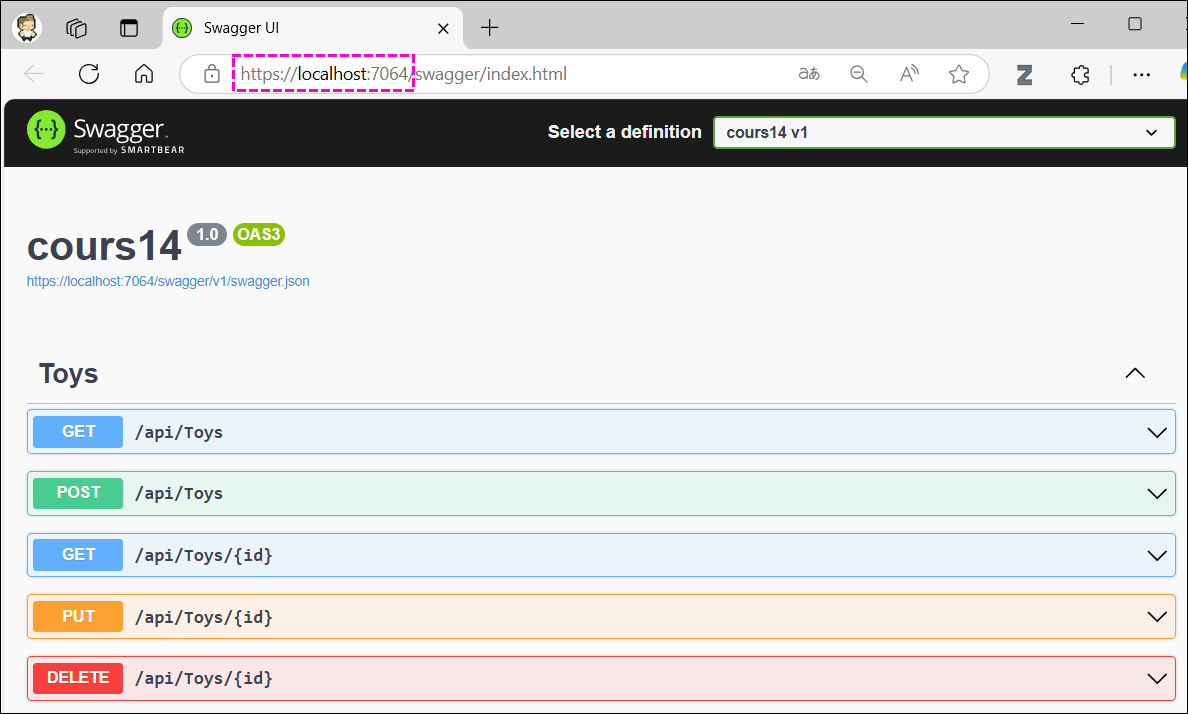 Swagger UI
https://localhost:7064/swagger/index.html
Swagger.
Supported by SMARTBEAR
Select a definition
cours14 v1
cours14 1.0 OAS3
https://localhost:7064/swagger/v1/swagger.json
Toys
GET /api/Toys
POST /api/Toys
GET /api/Toys/{id}
PUT /api/Toys/{id}
DELETE /api/Toys/{id}